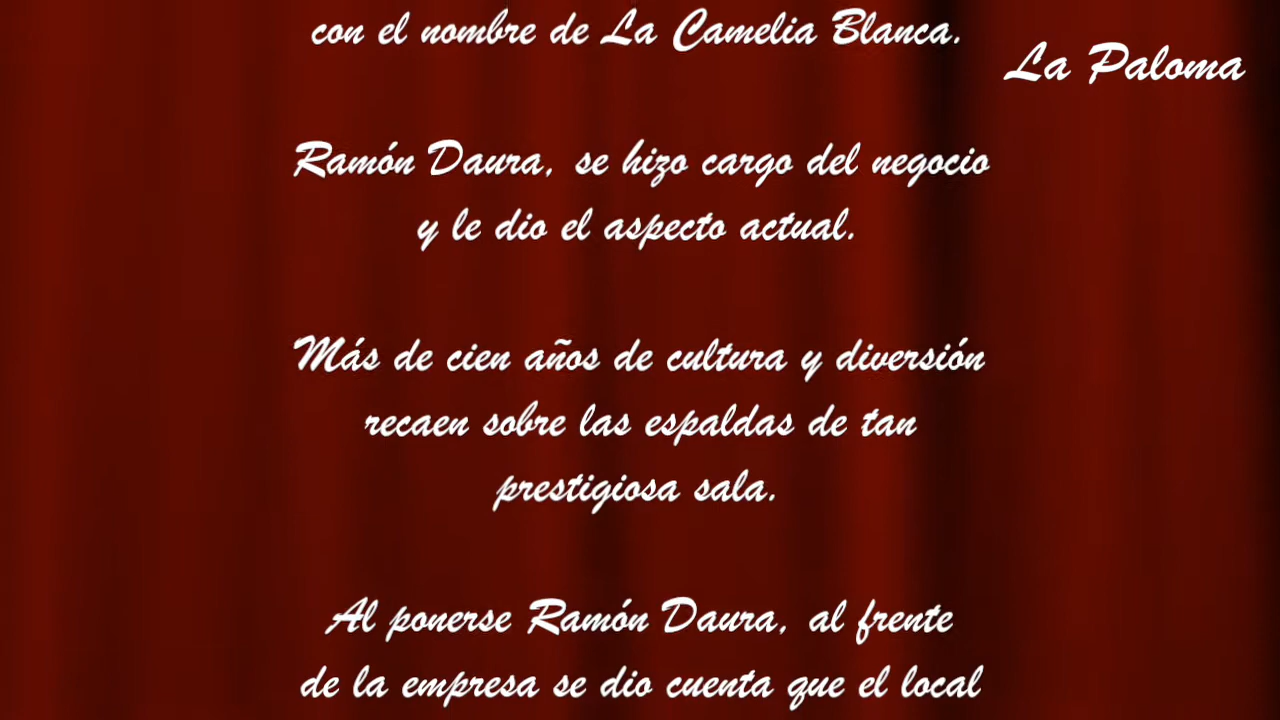 con el nombre de La Camelia Blanca.
La Paloma
Ramón Daura, se hizo cargo del negocio
y le dio el aspecto actual.
Más de cien años de cultura y diversión
recaen sobre las espaldas de tan
prestigiosa sala.
Al ponerse Ramón Daura, al frente
de la empresa se dio cuenta que el local